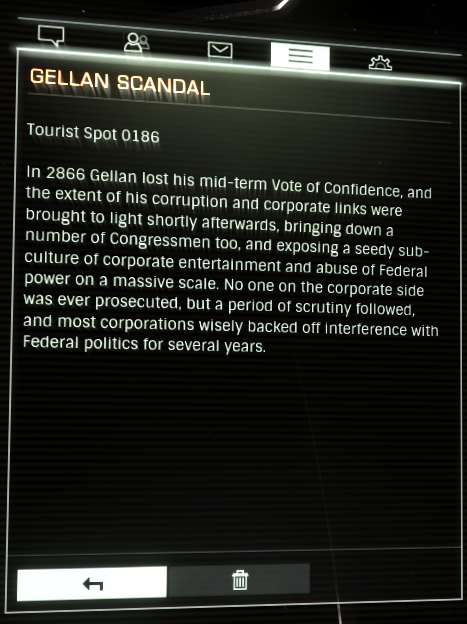 GELLAN SCANDAL
Tourist Spot 0186
In 2866 Gellan lost his mid-term Vote of Confidence, and
the extent of his corruption and corporate links were
brought to light shortly afterwards, bringing down a
number of Congressmen too, and exposing a seedy sub-
culture of corporate entertainment and abuse of Federal
power on a massive scale. No one on the corporate side
was ever prosecuted, but a period of scrutiny followed,
and most corporations wisely backed off interference with
Federal politics for several years.